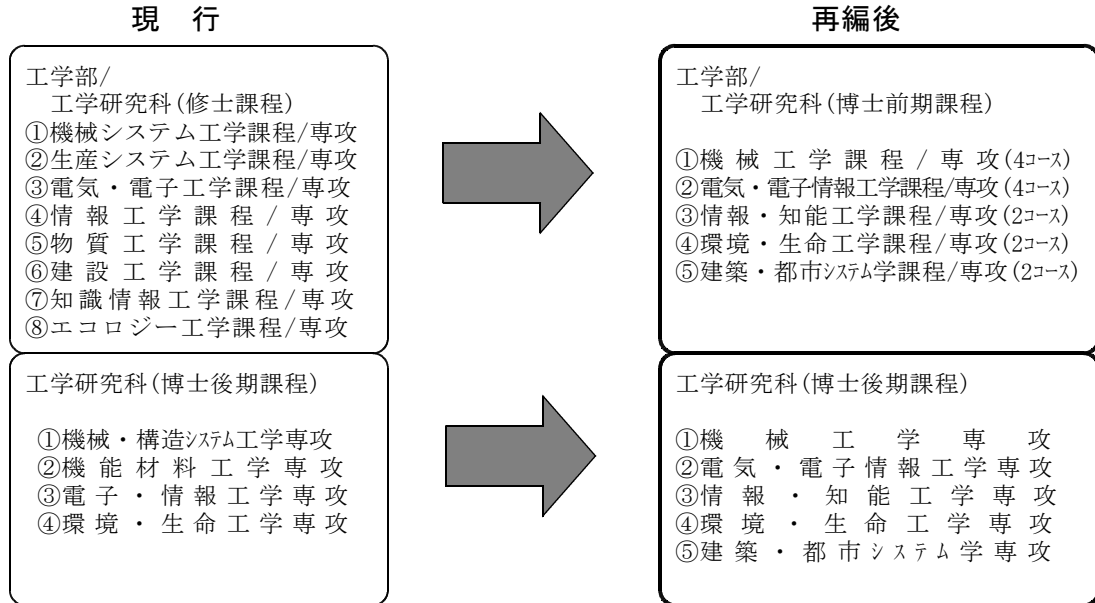 現 行
工学部/
工学研究科(修士課程)
①機械システム工学課程/専攻
②生産システム工学課程/専攻
③電気・電子工学課程/専攻
④情報工学課程/専攻
⑤物質工学課程/専攻
⑥建設工学課程/専攻
⑦知識情報工学課程/専攻
⑧エコロジー工学課程/専攻
工学研究科(博士後期課程)
①機械・構造システム工学専攻
②機能材料工学専攻
③電子・情報工学専攻
④環境・生命工学専攻
再編後
工学部/
工学研究科(博士前期課程)
①機械工学課程/専攻(4コース)
②電気・電子情報工学課程/専攻(4コース)
③情報・知能工学課程/専攻(2コース)
④環境・生命工学課程/専攻(2コース)
⑤建築・都市システム学課程/専攻(2コース)
工学研究科(博士後期課程)
①機械工学専攻
②電気・電子情報工学専攻
③情報・知能工学専攻
④環境・生命工学専攻
⑤建築・都市システム学専攻